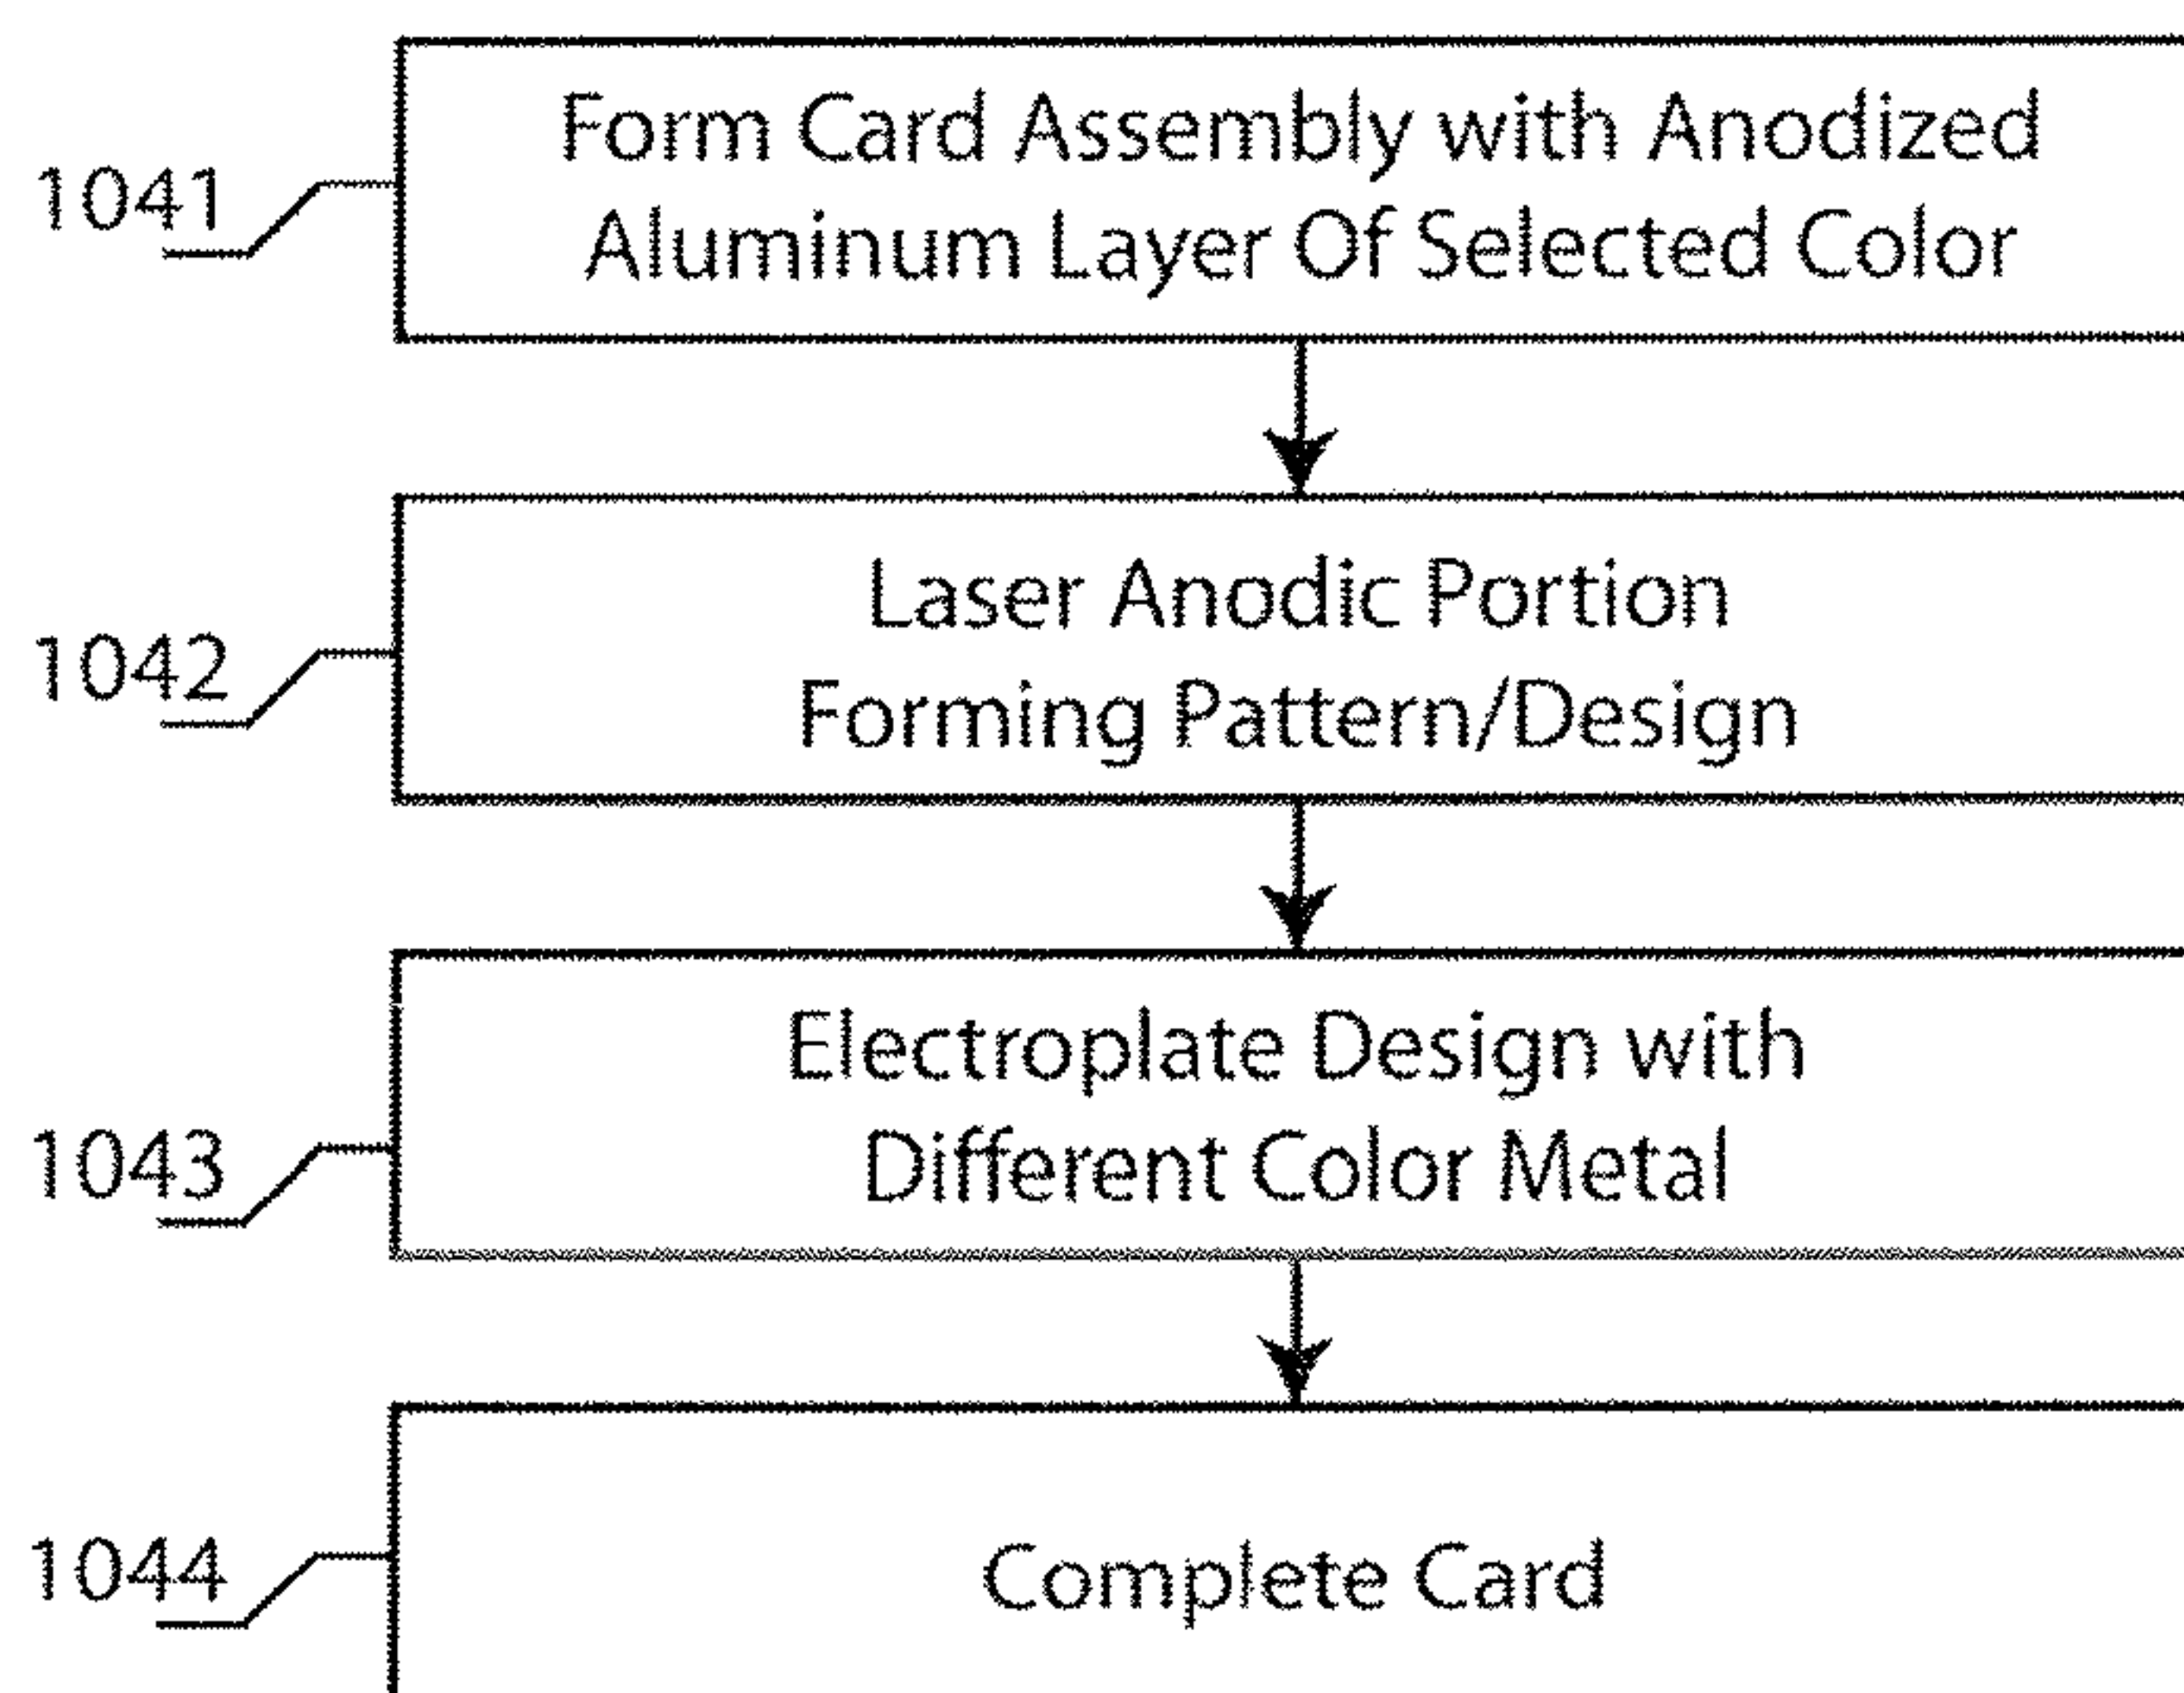 1041
Form Card Assembly with Anodized
Aluminum Layer Of Selected Color
1042
Laser Anodic Portion
Forming Pattern/Design
1043
Electroplate Design with
Different Color Metal
1044
Complete Card